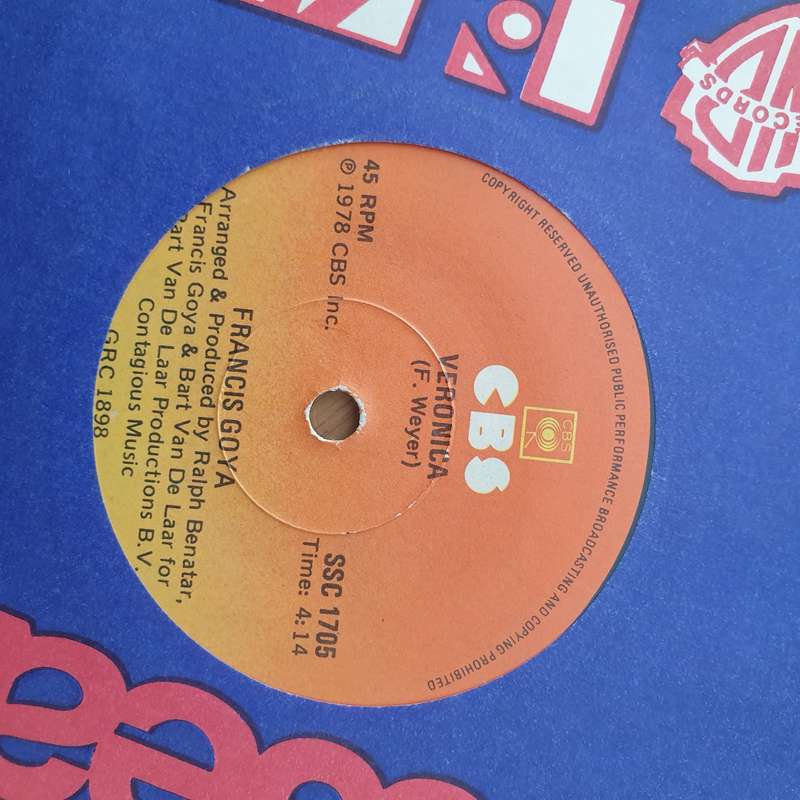 CBS
CBS
VERONICA
(F. Weyer)
45 RPM
℗ 1978 CBS Inc.
SSC 1705
Time: 4:14
FRANCIS GOYA
Arranged & Produced by Ralph Benatar,
Francis Goya & Bart Van De Laar for
Bart Van De Laar Productions B.V.
Contagious Music
GRC 1898
COPYRIGHT RESERVED UNAUTHORISED PUBLIC PERFORMANCE BROADCASTING AND COPYING PROHIBITED
RECORDS